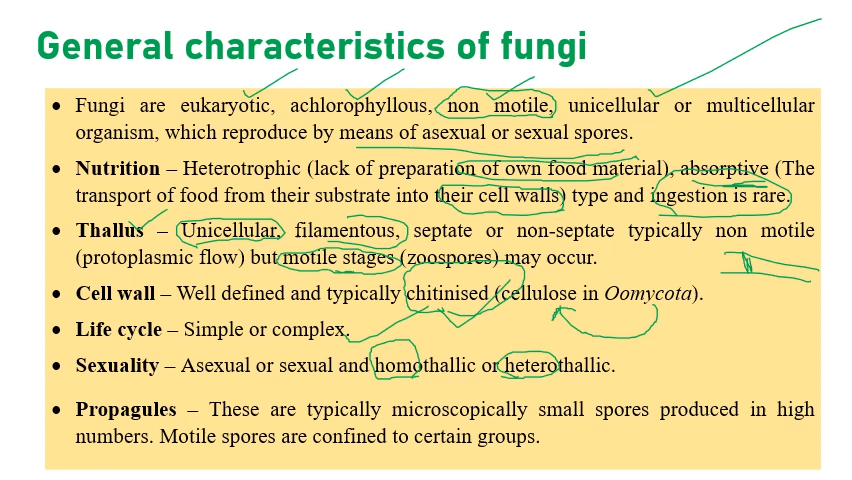 General characteristics of fungi
• Fungi are eukaryotic, achlorophyllous, non motile, unicellular or multicellular
organism, which reproduce by means of asexual or sexual spores.
• Nutrition – Heterotrophic (lack of preparation of own food material), absorptive (The
transport of food from their substrate into their cell walls) type and ingestion is rare.
• Thallus – Unicellular, filamentous, septate or non-septate typically non motile
(protoplasmic flow) but motile stages (zoospores) may occur.
• Cell wall – Well defined and typically chitinised (cellulose in Oomycota).
• Life cycle – Simple or complex.
• Sexuality – Asexual or sexual and homothallic or heterothallic.
• Propagules – These are typically microscopically small spores produced in high
numbers. Motile spores are confined to certain groups.